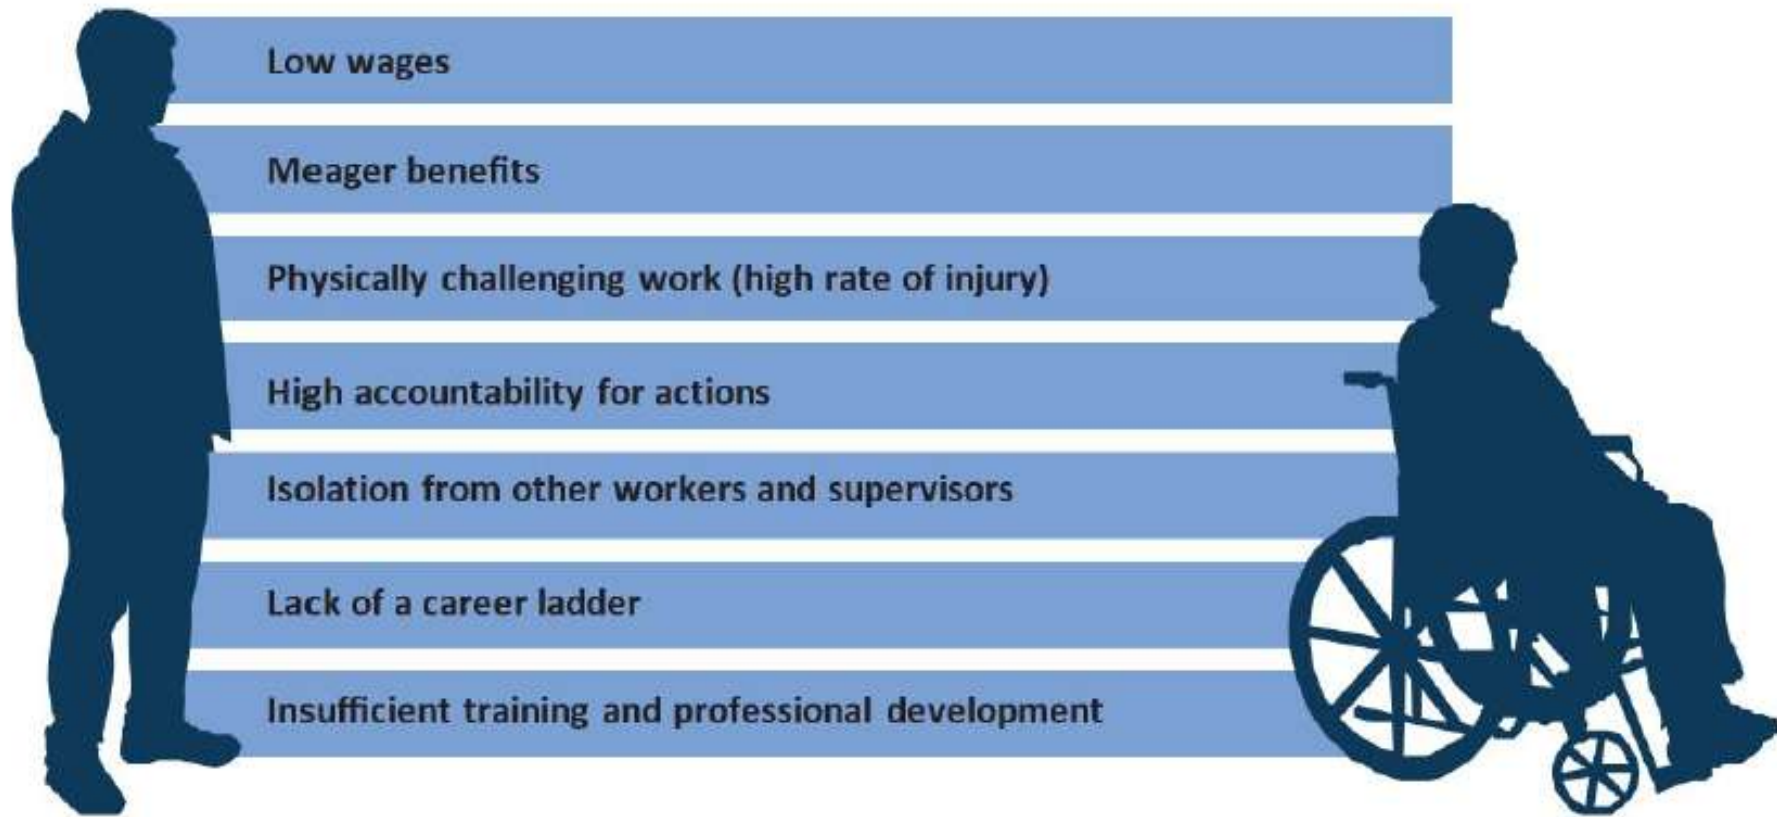 Low wages
Meager benefits
Physically challenging work (high rate of injury)
High accountability for actions
Isolation from other workers and supervisors
Lack of a career ladder
Insufficient training and professional development